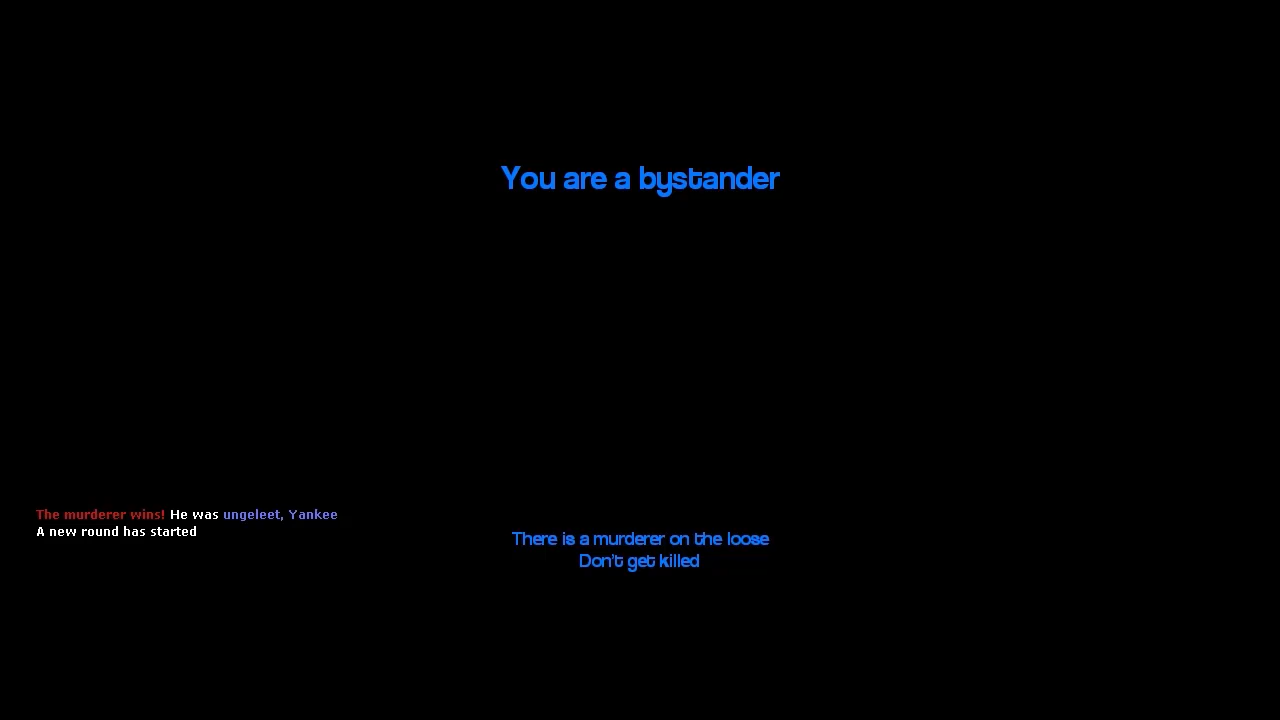 You are a bystander
The murderer wins! He was ungeleet, Yankee
A new round has started
There is a murderer on the loose
Don't get killed